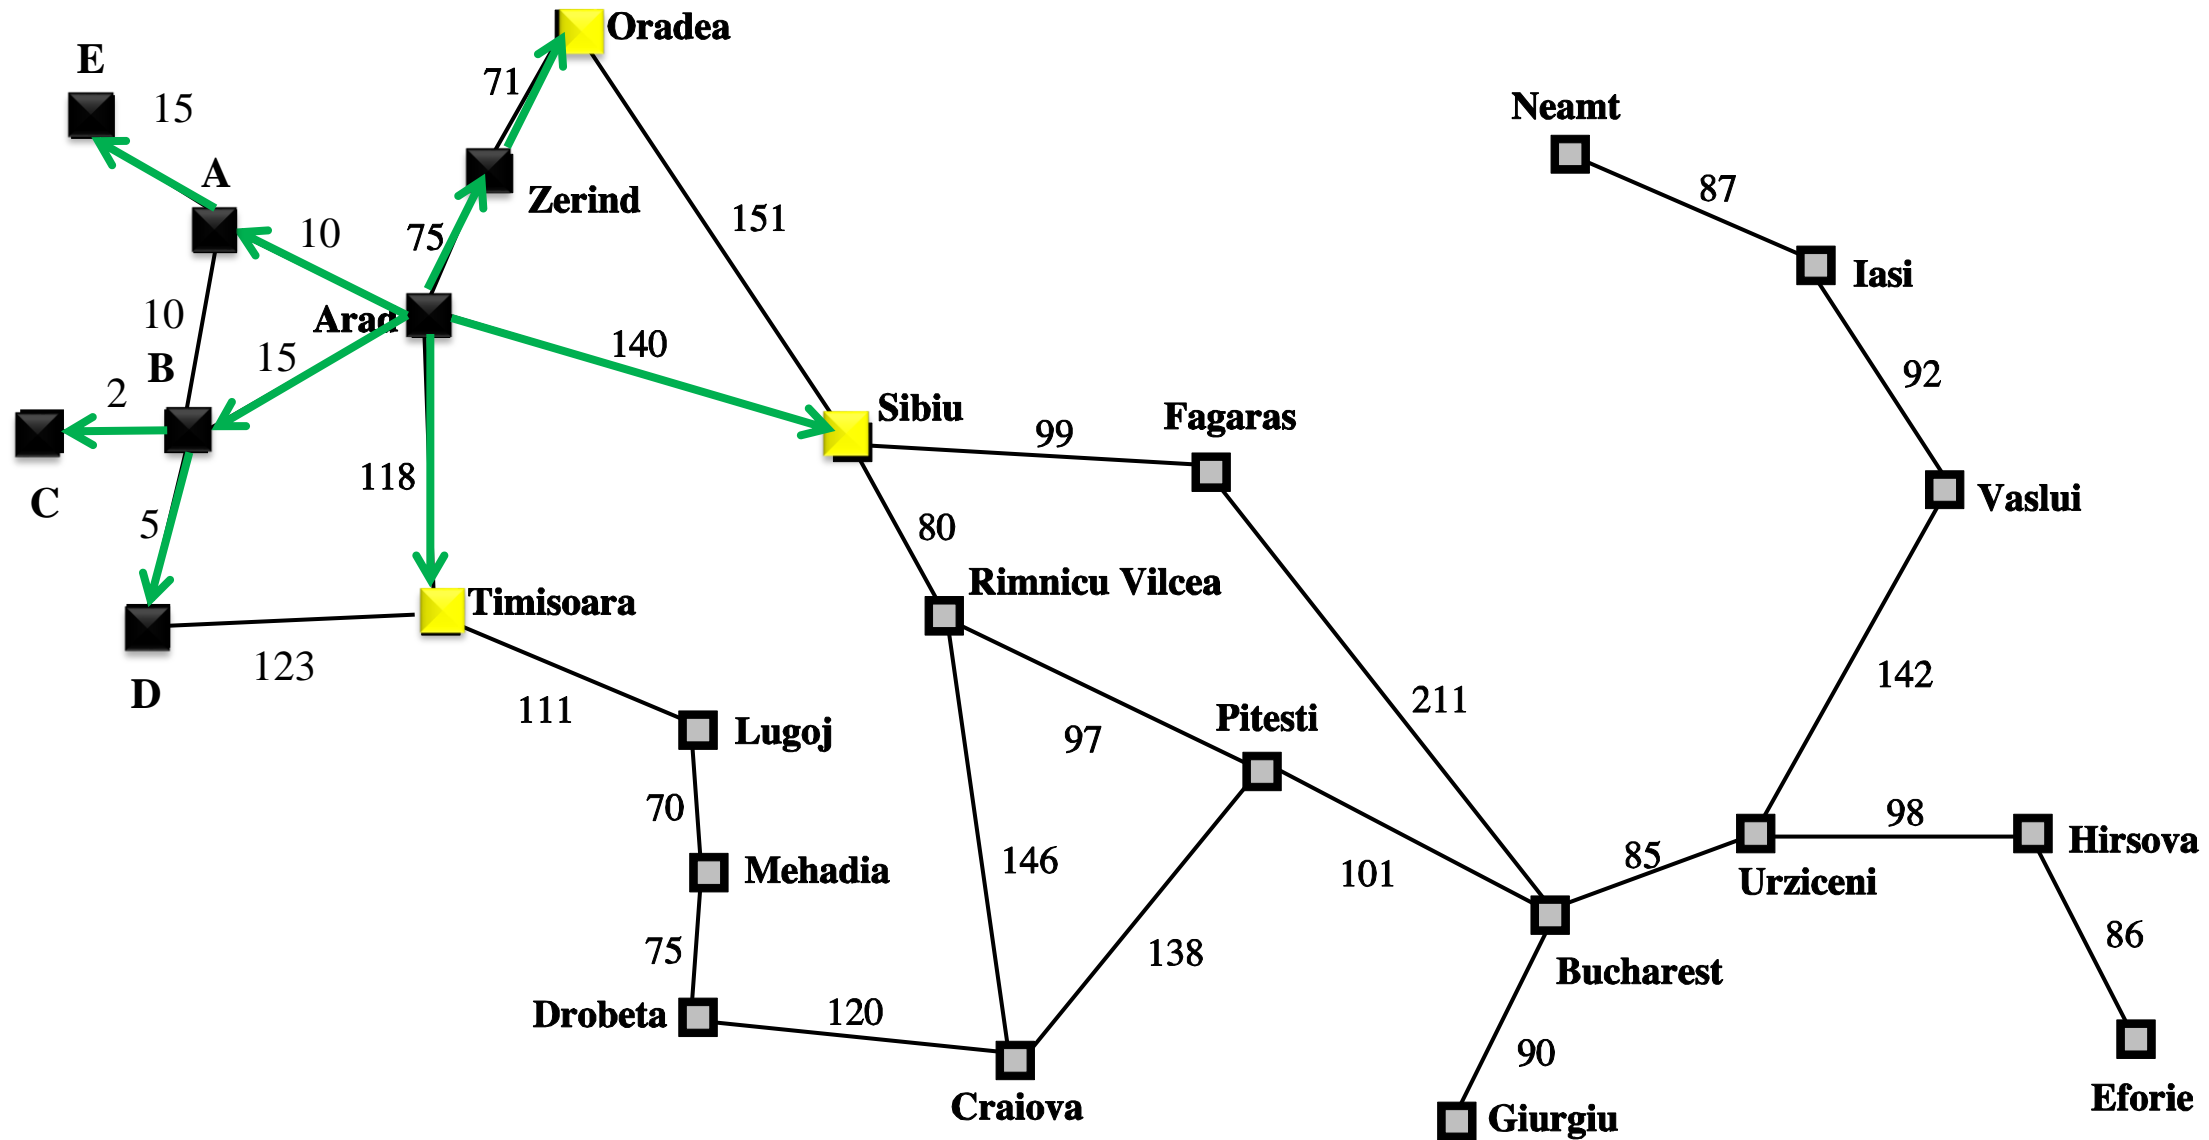 Oradea
E
71
15
Neamt
A
87
Zerind
10
75
151
Iasi
10
Arad
15
140
B
92
2
Sibiu
Fagaras
99
118
C
Vaslui
5
80
Rimnicu Vilcea
Timisoara
123
D
111
142
211
Pitesti
Lugoj
97
70
98
Hirsova
146
85
Mehadia
101
Urziceni
75
138
86
Bucharest
Drobeta
120
90
Craiova
Eforie
Giurgiu